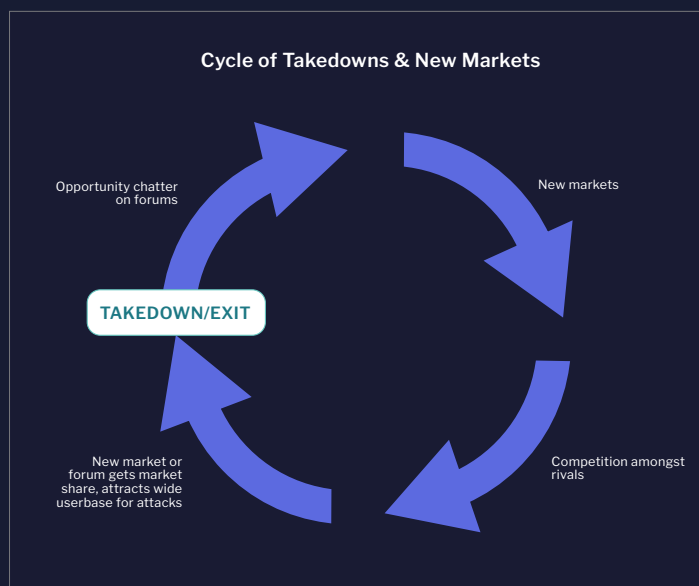 Cycle of Takedowns & New Markets
Opportunity chatter
on forums
New markets
TAKEDOWN/EXIT
New market or
forum gets market
share, attracts wide
userbase for attacks
Competition amongst
rivals